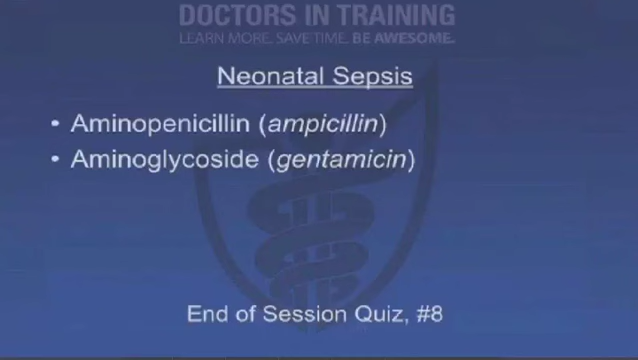 DOCTORS IN TRAINING
LEARN MORE. SAVE TIME. BE AWESOME.
Neonatal Sepsis
• Aminopenicillin (ampicillin)
• Aminoglycoside (gentamicin)
End of Session Quiz, #8